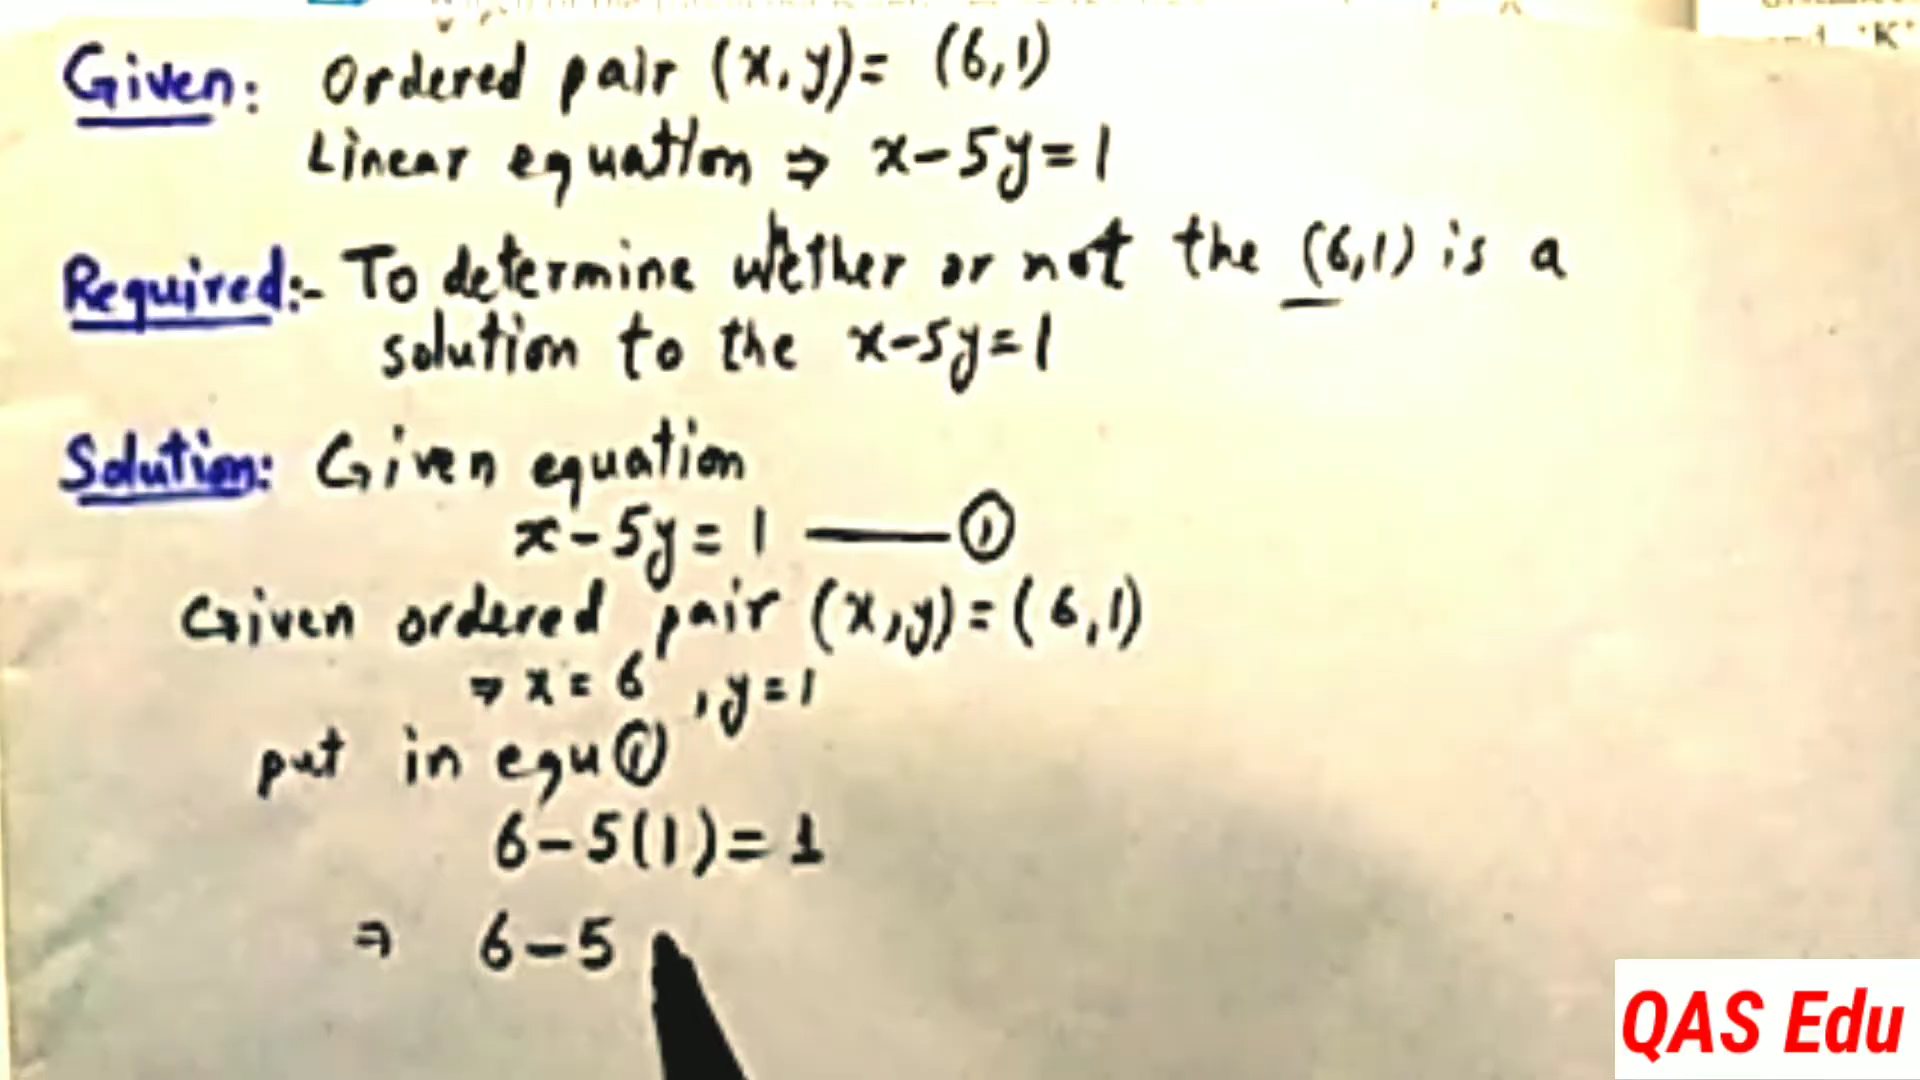 Given: Ordered pair (x,y)= (6,1)
Linear equation ⇒ x-5y=1
Required:- To determine whether or not the (6,1) is a
solution to the x-5y=1
Solution: Given equation
x-5y=1 —— ①
Given ordered pair (x,y)=(6,1)
⇒ x=6 ,y=1
put in equ①
6-5(1)=1
⇒ 6-5
QAS Edu